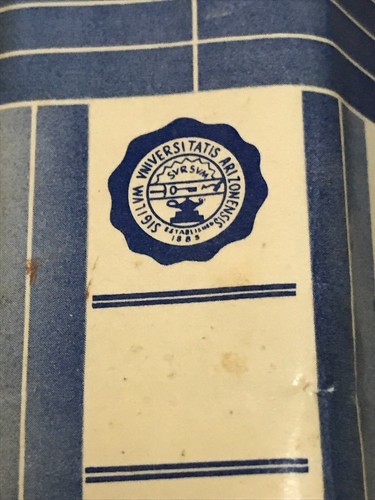 SIGILLVM VNIVERSITATIS ARIZONENSIS
SVRSVM
ESTABLISHED
1885